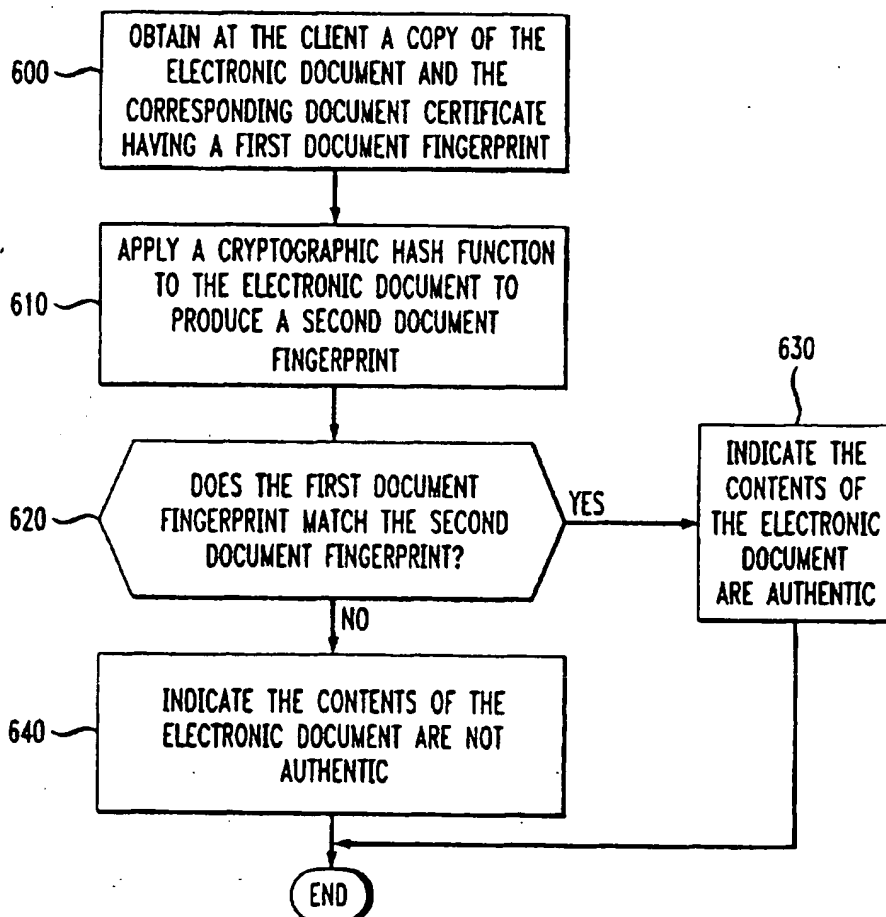 600
OBTAIN AT THE CLIENT A COPY OF THE
ELECTRONIC DOCUMENT AND THE
CORRESPONDING DOCUMENT CERTIFICATE
HAVING A FIRST DOCUMENT FINGERPRINT
610
APPLY A CRYPTOGRAPHIC HASH FUNCTION
TO THE ELECTRONIC DOCUMENT TO
PRODUCE A SECOND DOCUMENT
FINGERPRINT
620
DOES THE FIRST DOCUMENT
FINGERPRINT MATCH THE SECOND
DOCUMENT FINGERPRINT?
YES
630
INDICATE THE
CONTENTS OF
THE ELECTRONIC
DOCUMENT
ARE AUTHENTIC
NO
640
INDICATE THE CONTENTS OF THE
ELECTRONIC DOCUMENT ARE NOT
AUTHENTIC
END